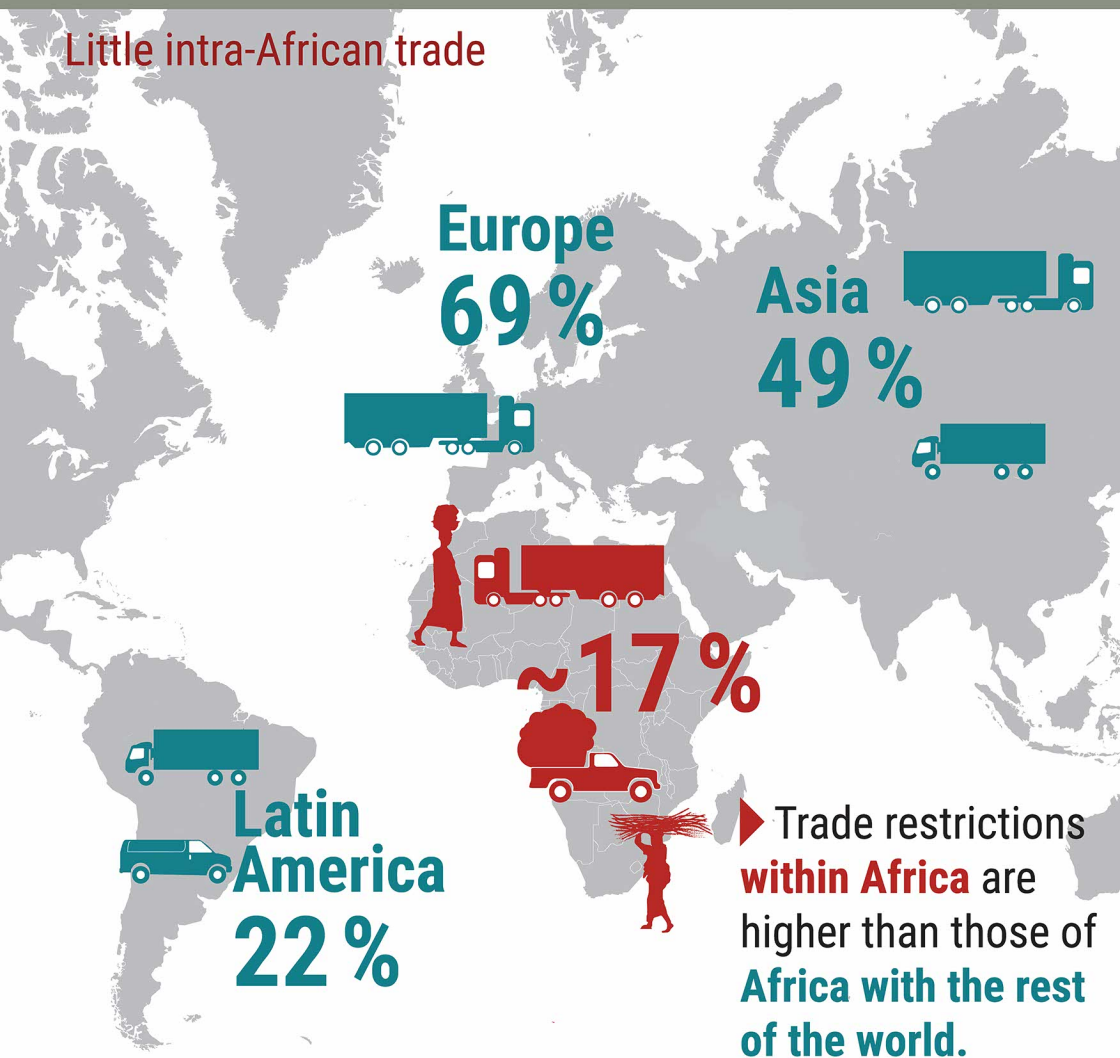 Little intra-African trade
Europe
69 %
Asia
49 %
~17 %
Latin
America
22 %
Trade restrictions
within Africa are
higher than those of
Africa with the rest
of the world.